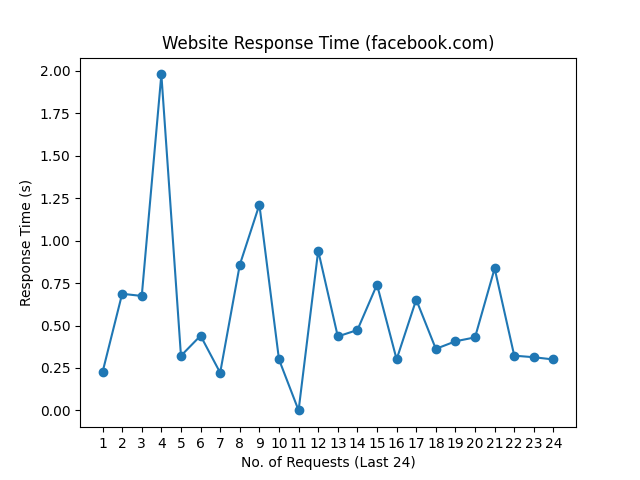 Website Response Time (facebook.com)
2.00
1.75
1.50
1.25
1.00
0.75
0.50
0.25
0.00
Response Time (s)
1 2 3 4 5 6 7 8 9 10 11 12 13 14 15 16 17 18 19 20 21 22 23 24
No. of Requests (Last 24)